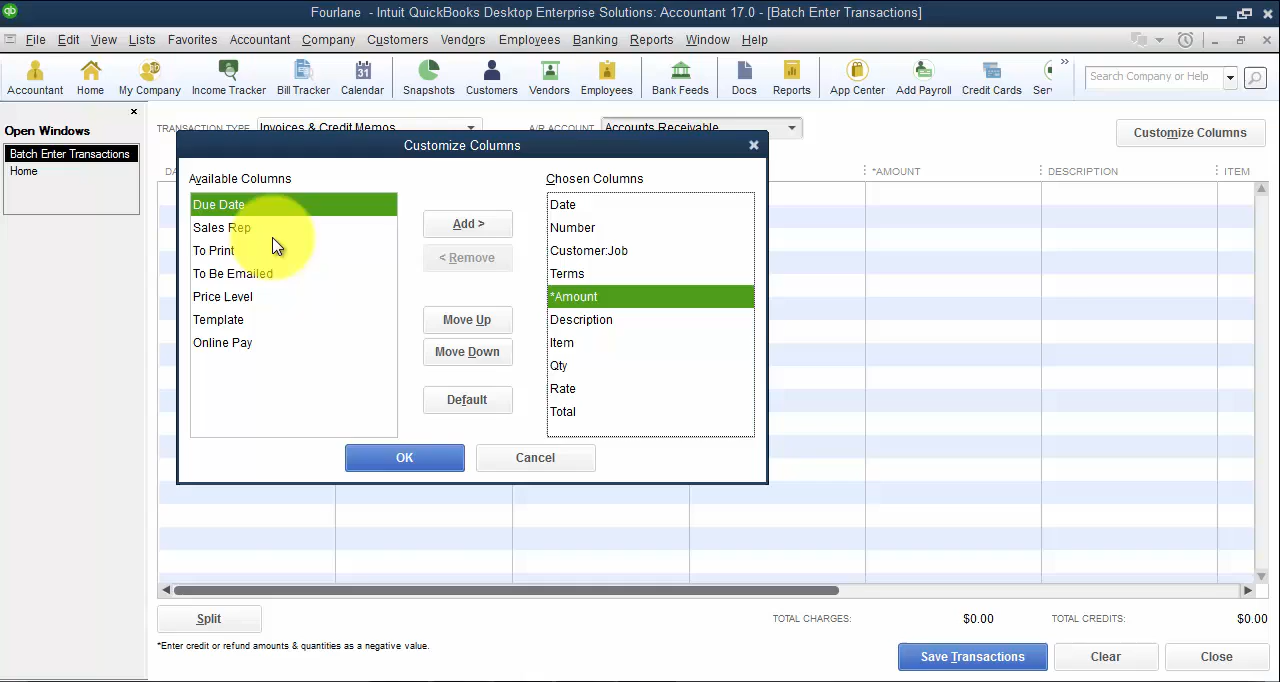 Fourlane - Intuit QuickBooks Desktop Enterprise Solutions: Accountant 17.0 - [Batch Enter Transactions]
File Edit View Lists Favorites Accountant Company Customers Vendors Employees Banking Reports Window Help
Accountant Home My Company Income Tracker Bill Tracker Calendar Snapshots Customers Vendors Employees Bank Feeds Docs Reports App Center Add Payroll Credit Cards Ser
Search Company or Help
Open Windows
Batch Enter Transactions
Home
TRANSACTION TYPE Invoices & Credit Memos A/R ACCOUNT Accounts Receivable
Customize Columns
DA *AMOUNT DESCRIPTION ITEM
Customize Columns
Available Columns
Due Date
Sales Rep
To Print
To Be Emailed
Price Level
Template
Online Pay
Add >
< Remove
Move Up
Move Down
Default
Chosen Columns
Date
Number
Customer:Job
Terms
*Amount
Description
Item
Qty
Rate
Total
OK Cancel
Split
TOTAL CHARGES: $0.00 TOTAL CREDITS: $0.00
*Enter credit or refund amounts & quantities as a negative value.
Save Transactions Clear Close